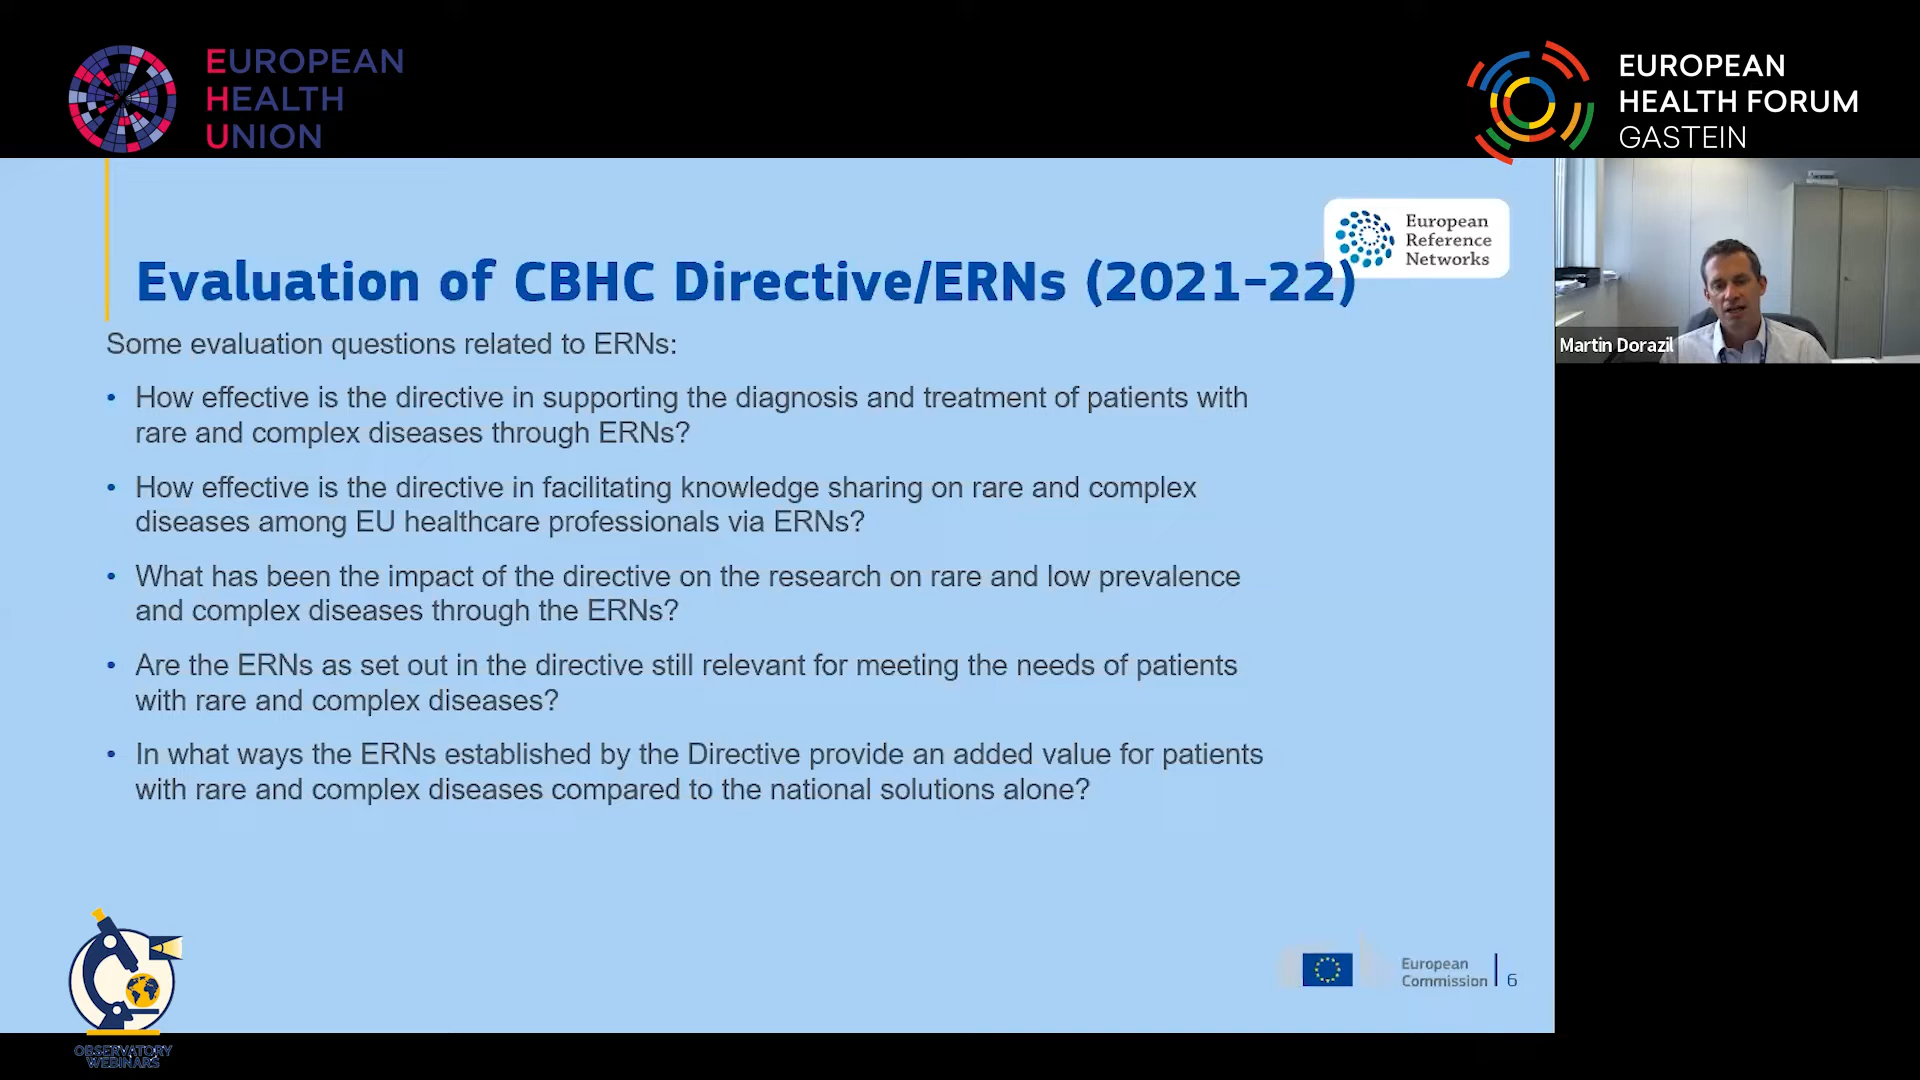 EUROPEAN
HEALTH
UNION
EUROPEAN
HEALTH FORUM
GASTEIN
European
Reference
Networks
Evaluation of CBHC Directive/ERNs (2021-22)
Martin Dorazil
Some evaluation questions related to ERNs:
• How effective is the directive in supporting the diagnosis and treatment of patients with
rare and complex diseases through ERNs?
• How effective is the directive in facilitating knowledge sharing on rare and complex
diseases among EU healthcare professionals via ERNs?
• What has been the impact of the directive on the research on rare and low prevalence
and complex diseases through the ERNs?
• Are the ERNs as set out in the directive still relevant for meeting the needs of patients
with rare and complex diseases?
• In what ways the ERNs established by the Directive provide an added value for patients
with rare and complex diseases compared to the national solutions alone?
European
Commission
6
OBSERVATORY
WEBINARS